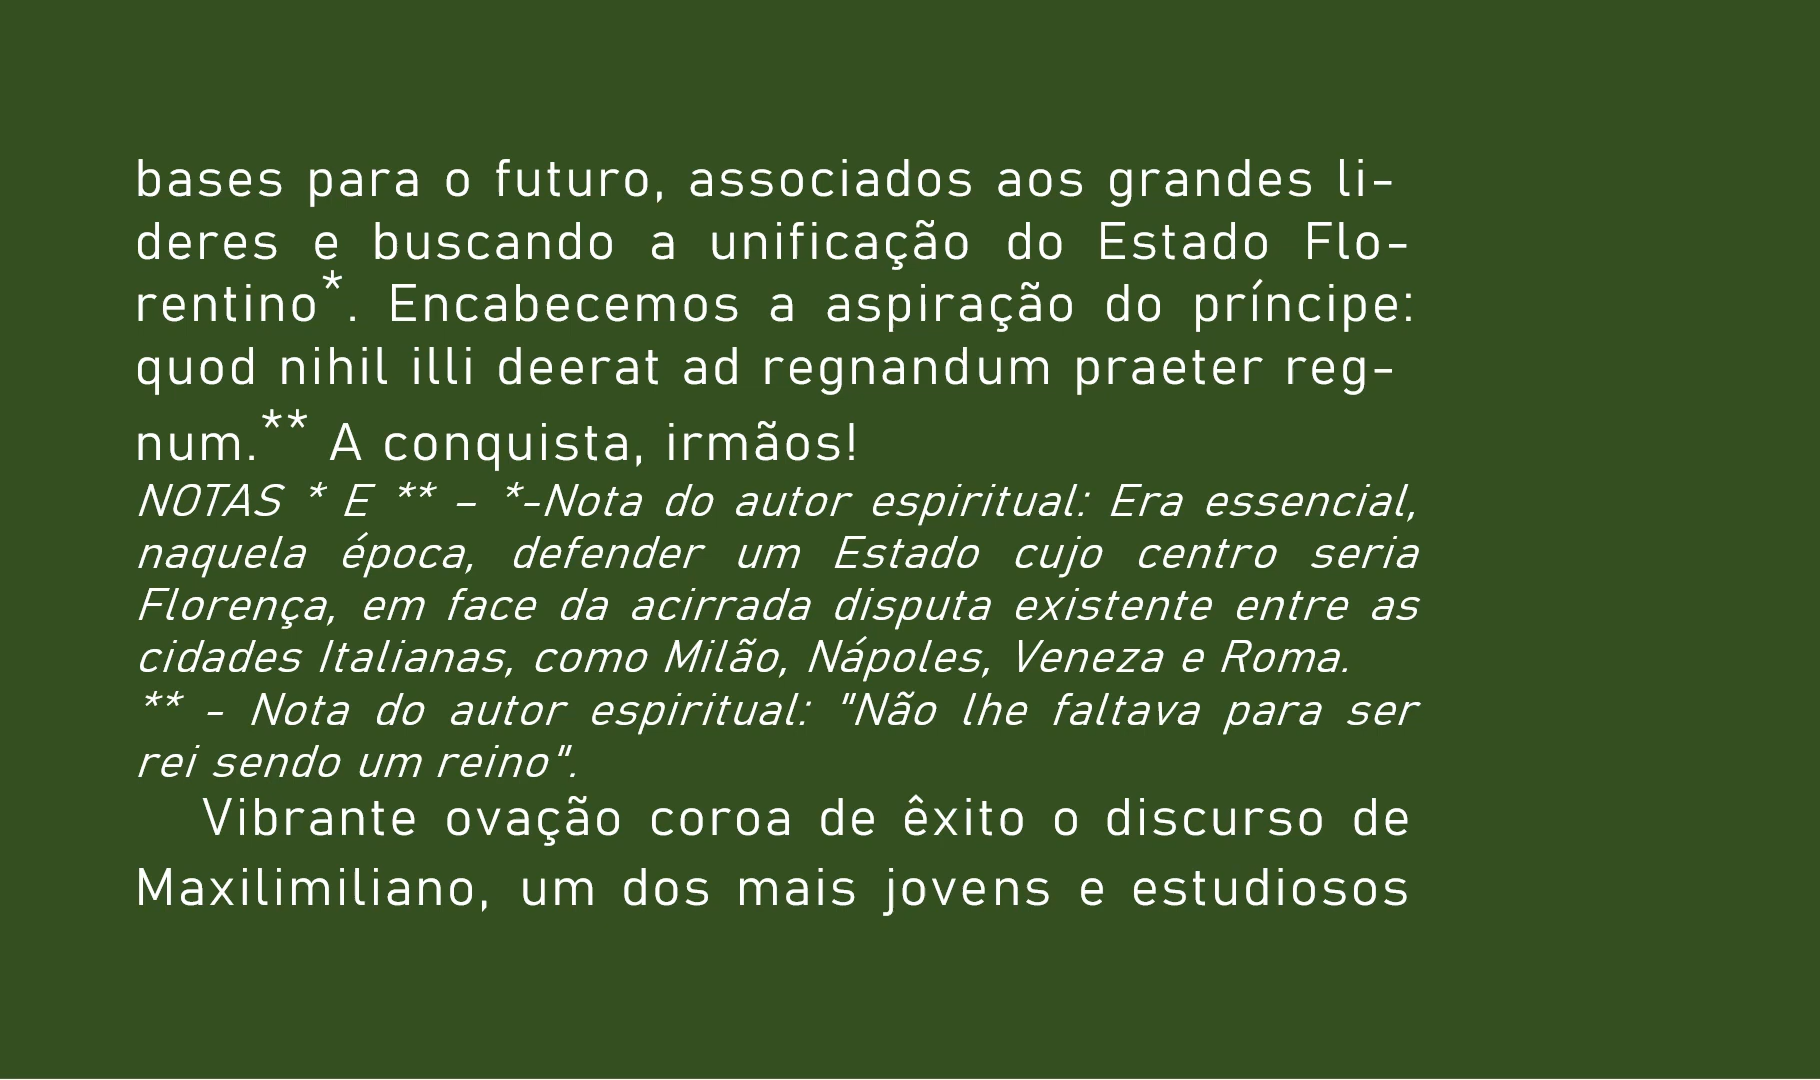 bases para o futuro, associados aos grandes li-
deres e buscando a unificação do Estado Flo-
rentino*. Encabecemos a aspiração do príncipe:
quod nihil illi deerat ad regnandum praeter reg-
num.** A conquista, irmãos!
NOTAS * E ** – *-Nota do autor espiritual: Era essencial,
naquela época, defender um Estado cujo centro seria
Florença, em face da acirrada disputa existente entre as
cidades Italianas, como Milão, Nápoles, Veneza e Roma.
** - Nota do autor espiritual: "Não lhe faltava para ser
rei sendo um reino".
Vibrante ovação coroa de êxito o discurso de
Maxilimiliano, um dos mais jovens e estudiosos